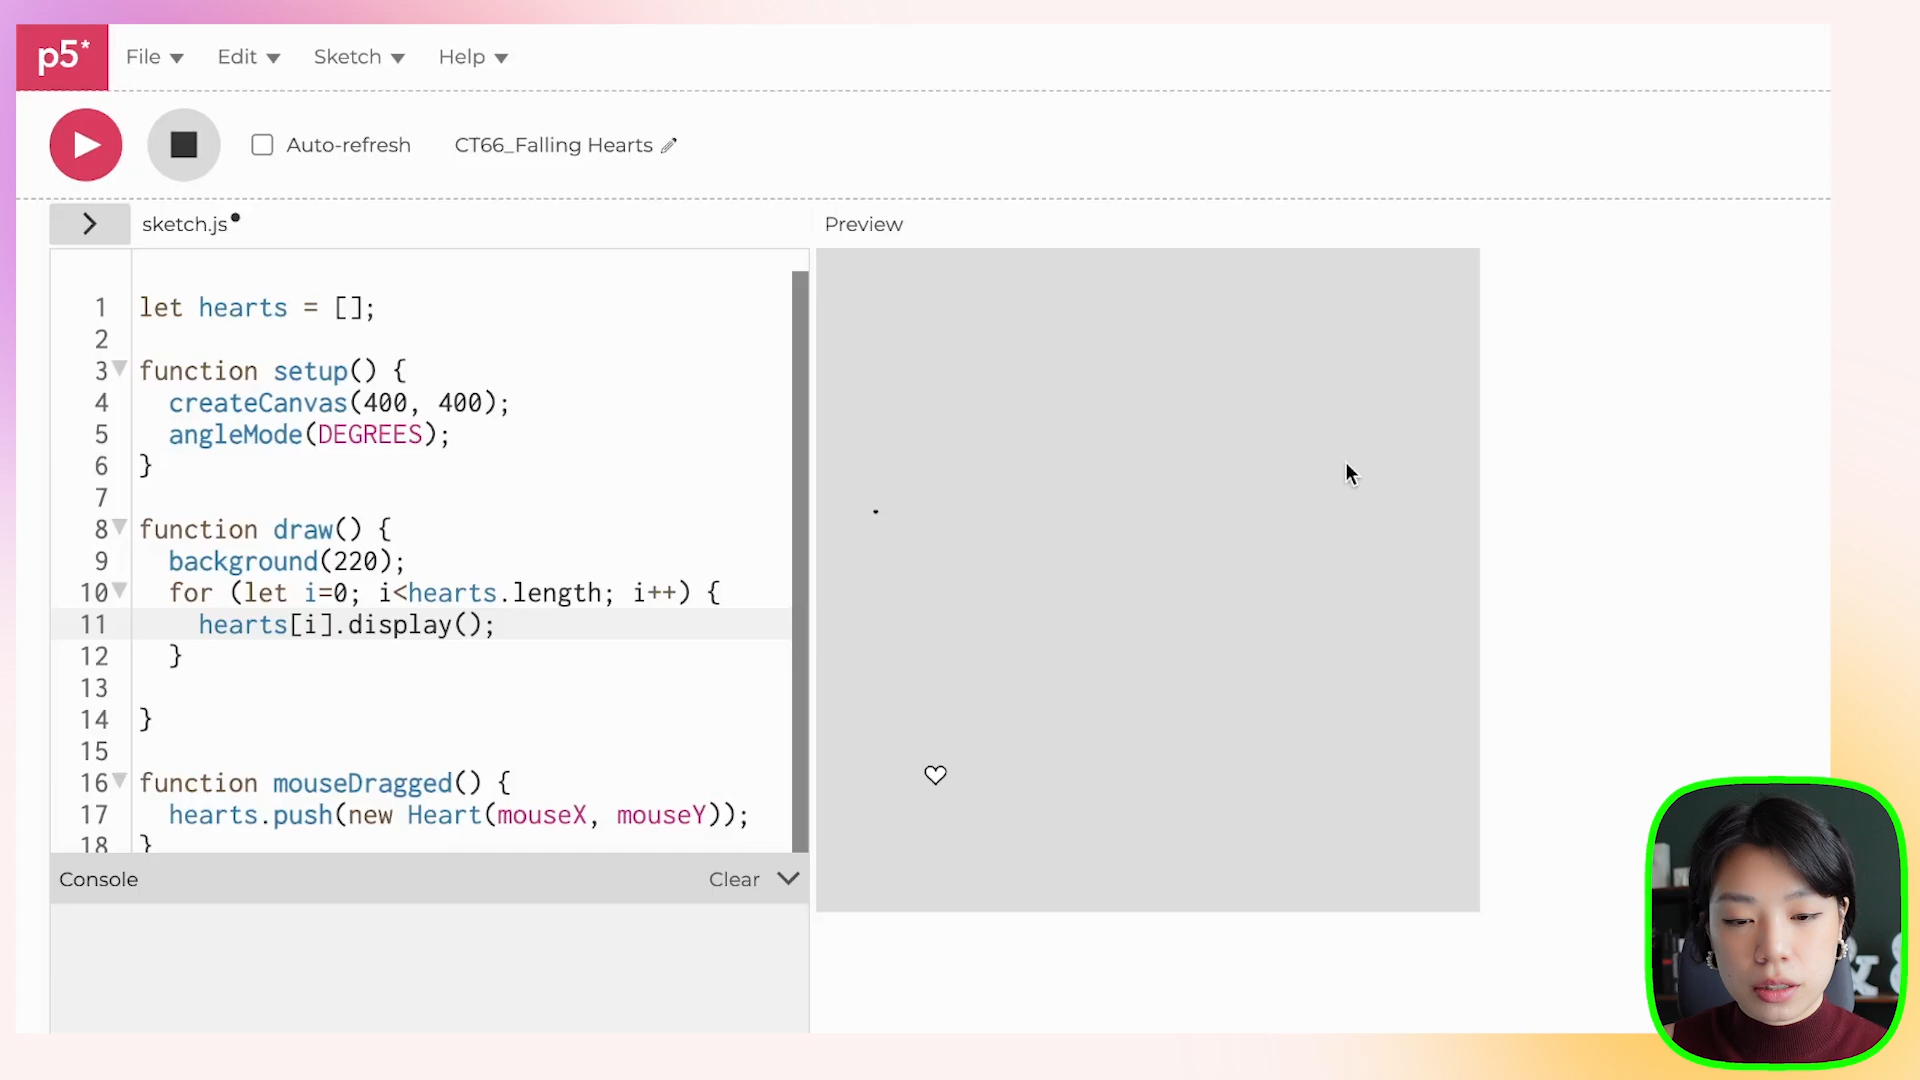 p5*
File Edit Sketch Help
Auto-refresh CT66_Falling Hearts
sketch.js
Preview
1 let hearts = [];
2
3 function setup() {
4 createCanvas(400, 400);
5 angleMode(DEGREES);
6 }
7
8 function draw() {
9 background(220);
10 for (let i=0; i<hearts.length; i++) {
11 hearts[i].display();
12 }
13
14 }
15
16 function mouseDragged() {
17 hearts.push(new Heart(mouseX, mouseY));
18 }
Console Clear
&